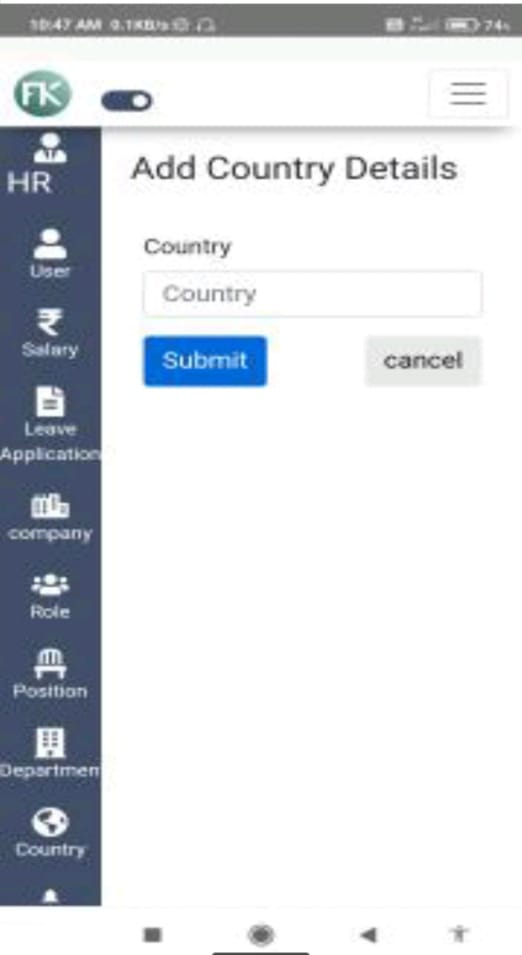 10:47 AM 0.1KB/s
74
FK
HR
Add Country Details
User
Country
Country
Salary
Submit
cancel
Leave
Application
company
Role
Position
Departmen
Country